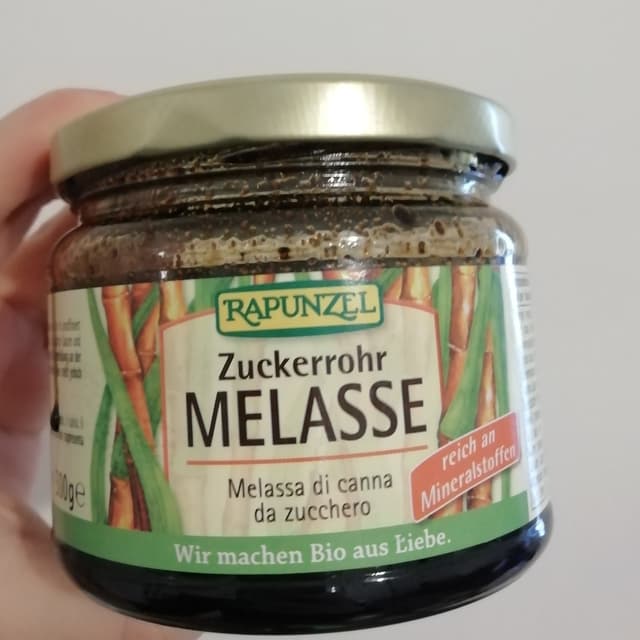 RAPUNZEL
Zuckerrohr
MELASSE
Melassa di canna
da zucchero
reich an
Mineralstoffen
Wir machen Bio aus Liebe.